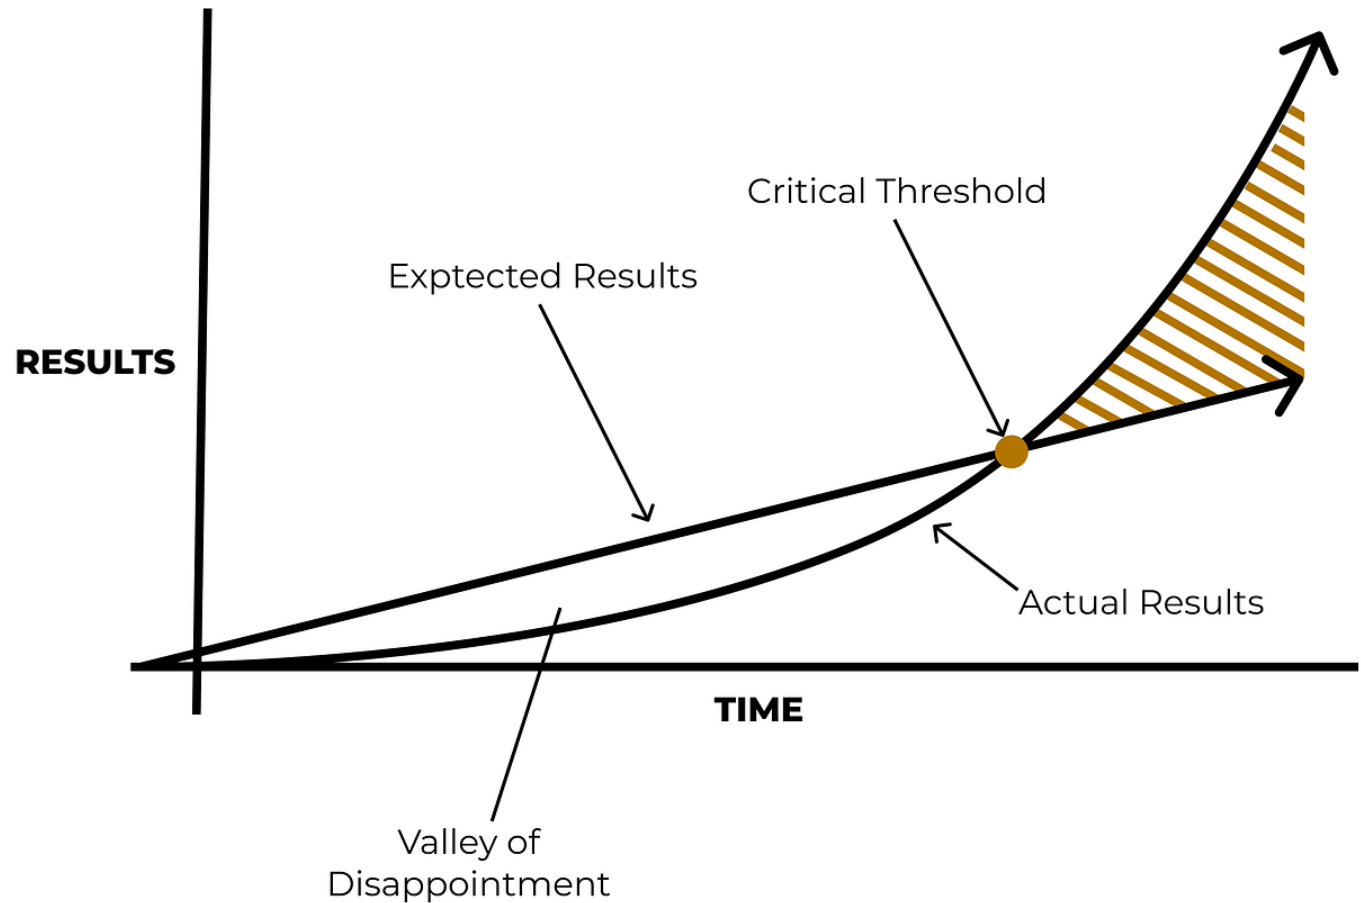 Critical Threshold
Exptected Results
RESULTS
Actual Results
TIME
Valley of
Disappointment